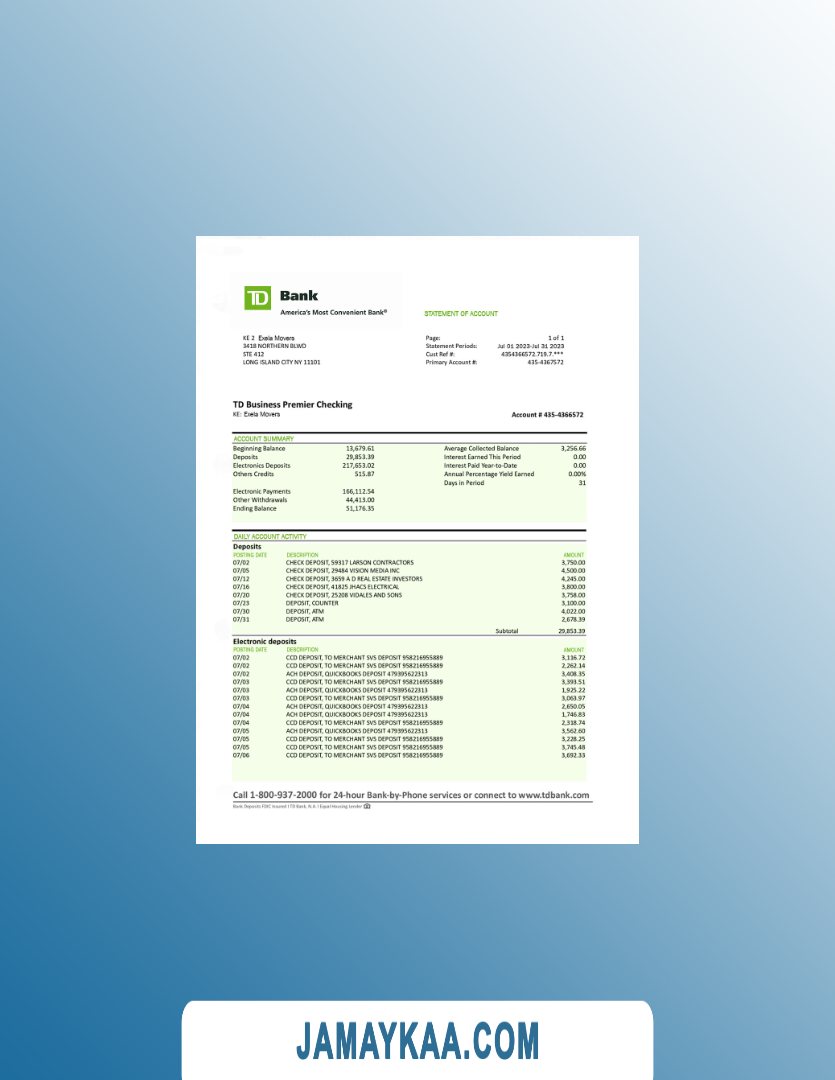 TD Bank
America's Most Convenient Bank®
STATEMENT OF ACCOUNT
KE 2 Exela Movers
3418 NORTHERN BLWD
STE 412
LONG ISLAND CITY NY 11101
Page: 1 of 1
Statement Periods: Jul 01 2023-Jul 31 2023
Cust Ref #: 4354366572.719.7.***
Primary Account #: 435-4367572
TD Business Premier Checking
KE: Exela Movers
Account # 435-4366572
ACCOUNT SUMMARY
Beginning Balance 13,679.61 Average Collected Balance 3,256.66
Deposits 29,853.39 Interest Earned This Period 0.00
Electronics Deposits 217,653.02 Interest Paid Year-to-Date 0.00
Others Credits 515.87 Annual Percentage Yield Earned 0.00%
Days in Period 31
Electronic Payments 166,112.54
Other Withdrawals 44,413.00
Ending Balance 51,176.35
DAILY ACCOUNT ACTIVITY
Deposits
POSTING DATE DESCRIPTION AMOUNT
07/02 CHECK DEPOSIT, 59317 LARSON CONTRACTORS 3,750.00
07/05 CHECK DEPOSIT, 29484 VISION MEDIA INC 4,500.00
07/12 CHECK DEPOSIT, 3659 A D REAL ESTATE INVESTORS 4,245.00
07/16 CHECK DEPOSIT, 41825 JHACS ELECTRICAL 3,800.00
07/20 CHECK DEPOSIT, 25208 VIDALES AND SONS 3,758.00
07/23 DEPOSIT, COUNTER 3,100.00
07/30 DEPOSIT, ATM 4,022.00
07/31 DEPOSIT, ATM 2,678.39
Subtotal 29,853.39
Electronic deposits
POSTING DATE DESCRIPTION AMOUNT
07/02 CCD DEPOSIT, TO MERCHANT SVS DEPOSIT 958216955889 3,116.72
07/02 CCD DEPOSIT, TO MERCHANT SVS DEPOSIT 958216955889 2,262.14
07/02 ACH DEPOSIT, QUICKBOOKS DEPOSIT 479395622313 3,408.35
07/03 CCD DEPOSIT, TO MERCHANT SVS DEPOSIT 958216955889 3,393.51
07/03 ACH DEPOSIT, QUICKBOOKS DEPOSIT 479395622313 1,925.22
07/03 CCD DEPOSIT, TO MERCHANT SVS DEPOSIT 958216955889 3,063.97
07/04 ACH DEPOSIT, QUICKBOOKS DEPOSIT 479395622313 2,650.05
07/04 ACH DEPOSIT, QUICKBOOKS DEPOSIT 479395622313 1,746.83
07/04 CCD DEPOSIT, TO MERCHANT SVS DEPOSIT 958216955889 2,318.74
07/05 ACH DEPOSIT, QUICKBOOKS DEPOSIT 479395622313 3,562.60
07/05 CCD DEPOSIT, TO MERCHANT SVS DEPOSIT 958216955889 3,228.25
07/05 CCD DEPOSIT, TO MERCHANT SVS DEPOSIT 958216955889 3,745.48
07/06 CCD DEPOSIT, TO MERCHANT SVS DEPOSIT 958216955889 3,692.33
Call 1-800-937-2000 for 24-hour Bank-by-Phone services or connect to www.tdbank.com
Bank Deposits FDIC Insured I TD Bank, N.A. I Equal Housing Lender
JAMAYKAA.COM